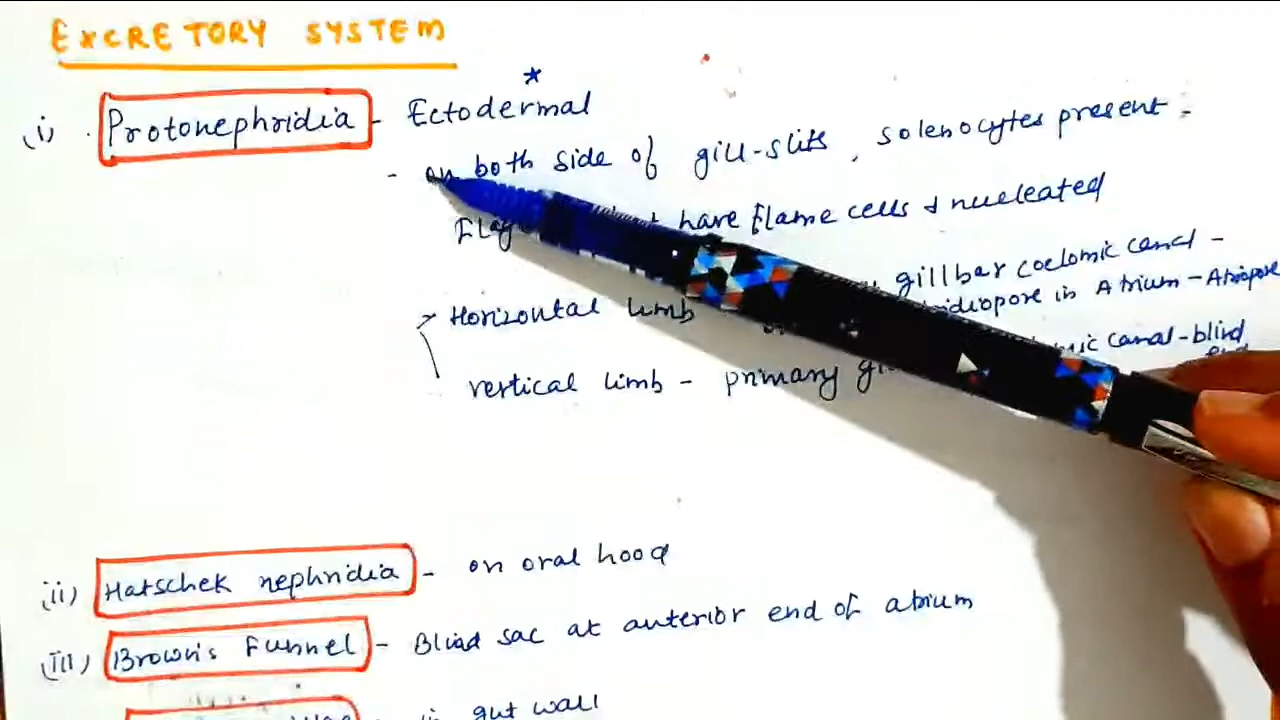 EXCRETORY SYSTEM
(i) Protonephridia - Ectodermal *
- on both side of gill-slits, solenocytes present -
have flame cells & nucleated
Horizontal limb gillbar coelomic canal -
in Atrium - Atriopore
vertical limb - primary canal - blind
end
(ii) Hatschek nephridia - on oral hood
(III) Brown's Funnel - Blind sac at anterior end of atrium
in gut wall